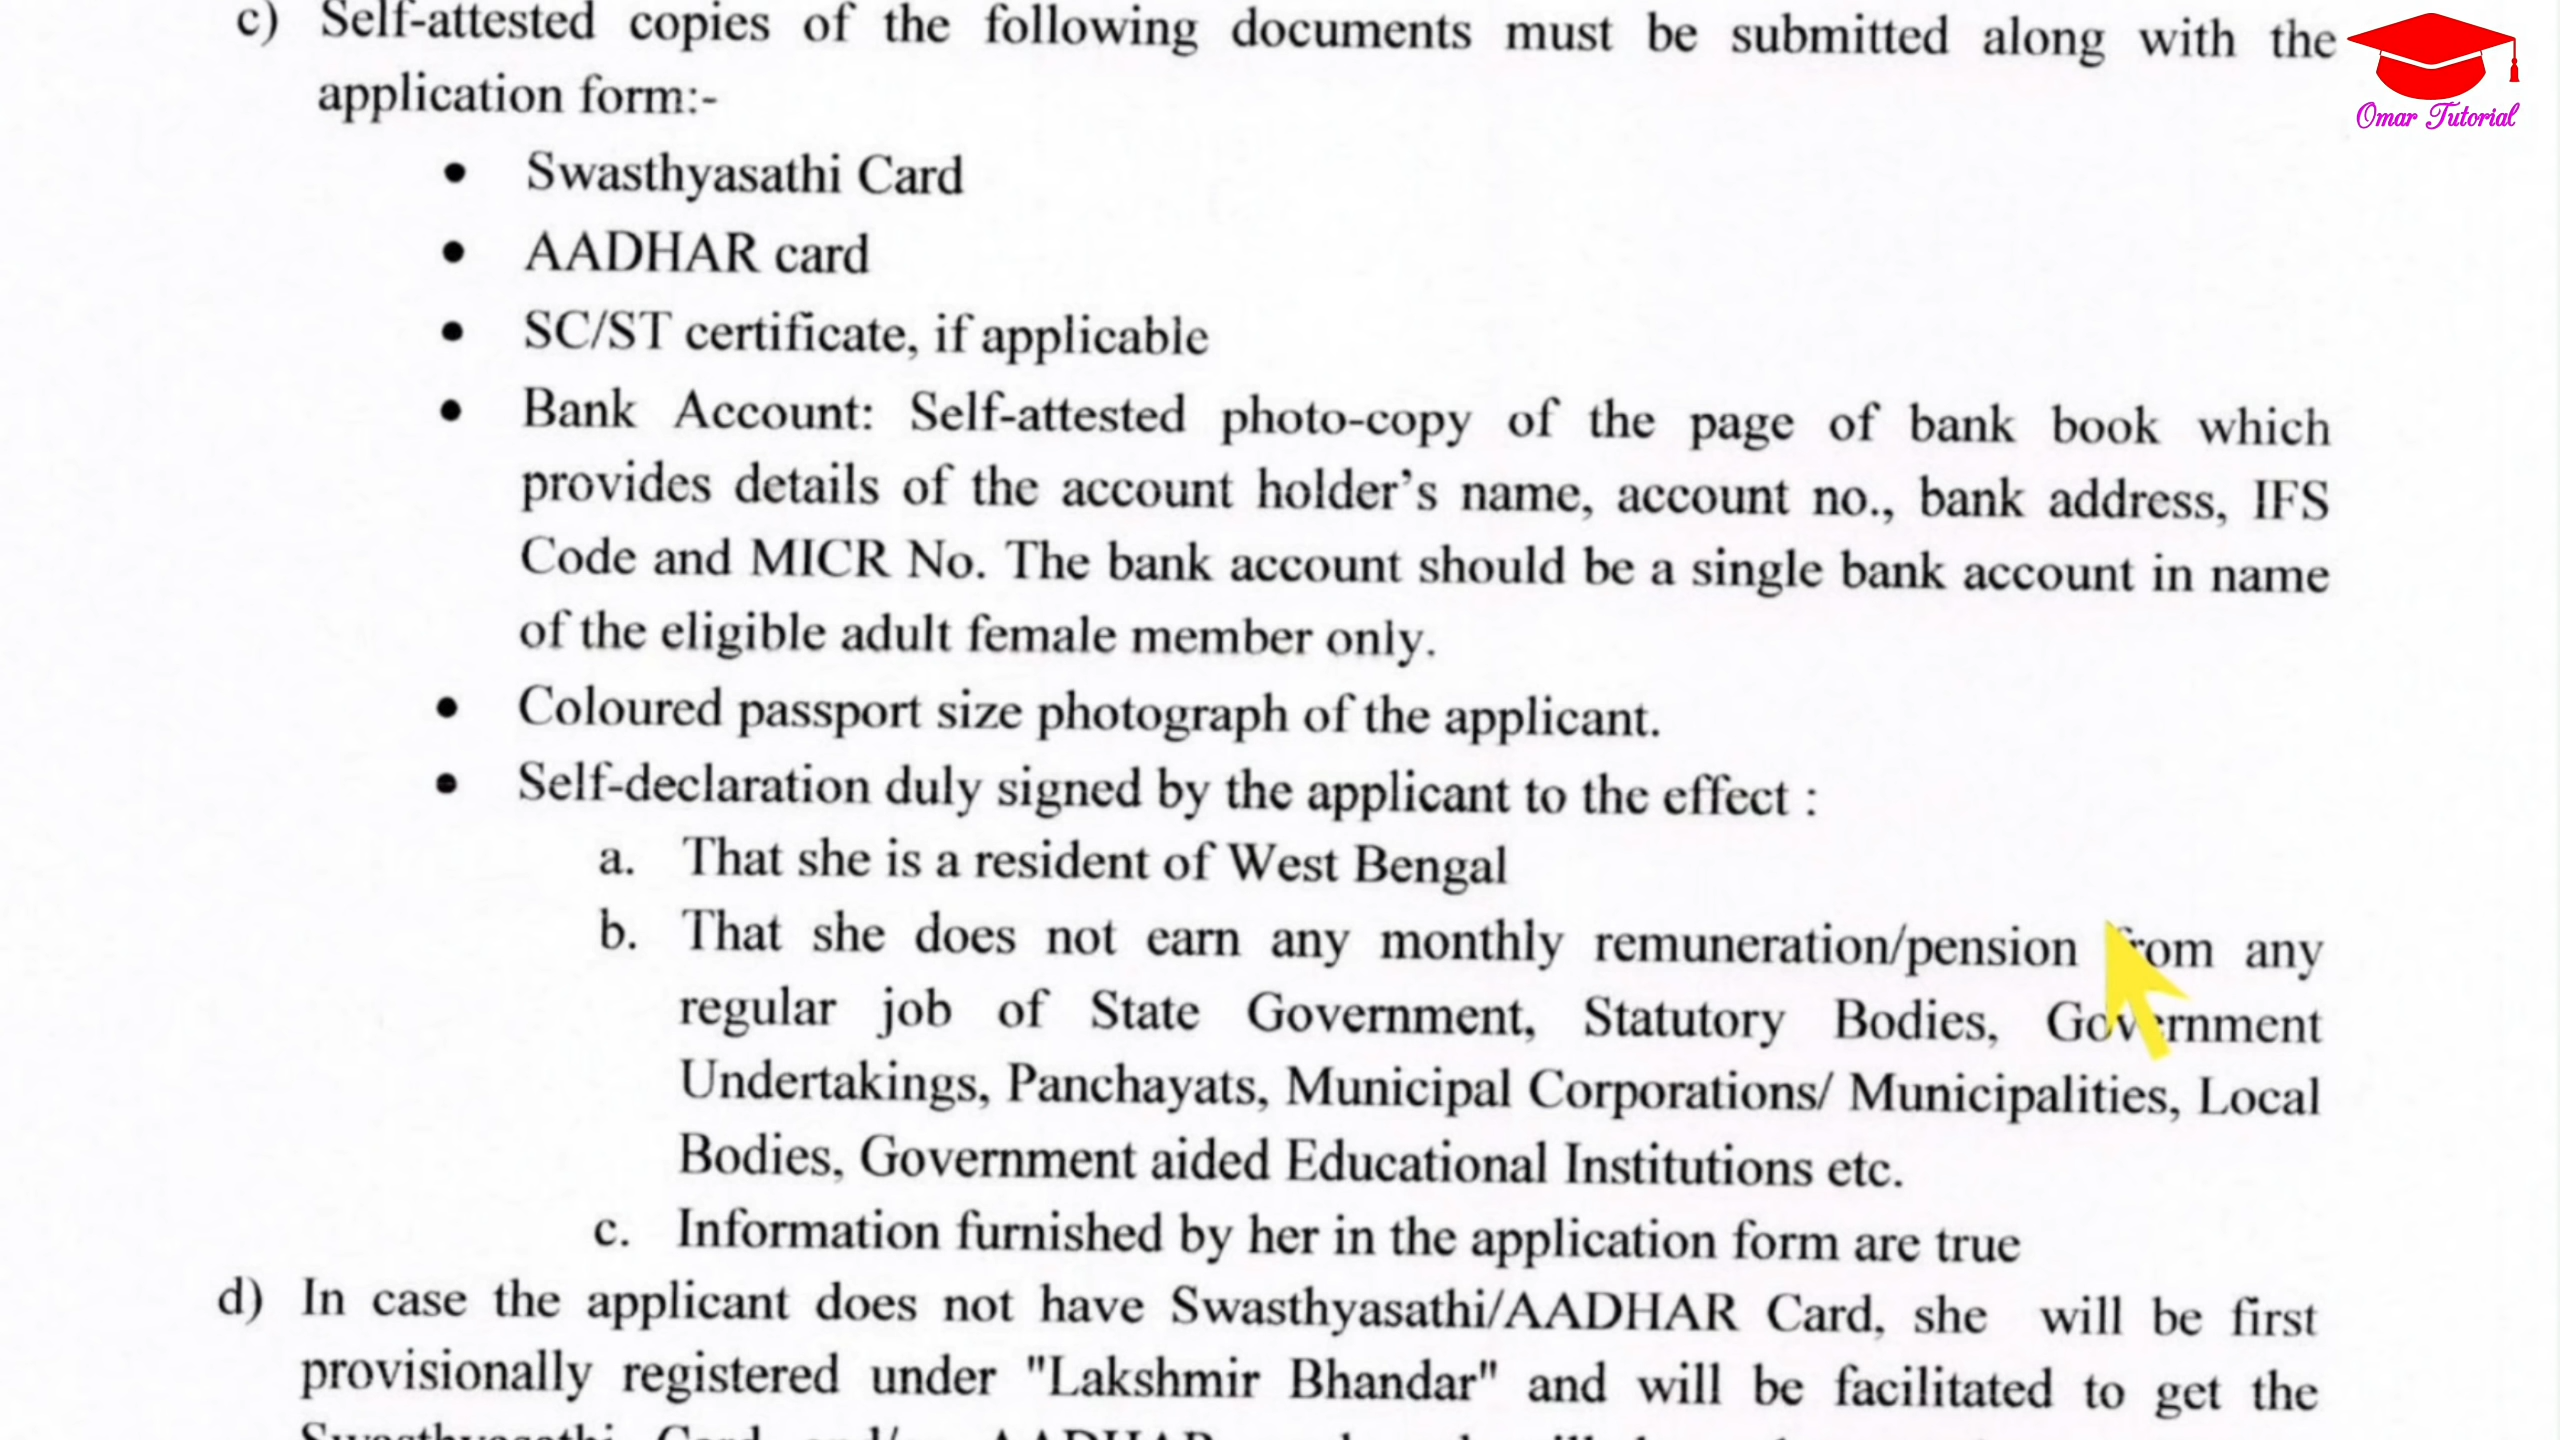 c) Self-attested copies of the following documents must be submitted along with the
application form:-
• Swasthyasathi Card
• AADHAR card
• SC/ST certificate, if applicable
• Bank Account: Self-attested photo-copy of the page of bank book which
provides details of the account holder's name, account no., bank address, IFS
Code and MICR No. The bank account should be a single bank account in name
of the eligible adult female member only.
• Coloured passport size photograph of the applicant.
• Self-declaration duly signed by the applicant to the effect :
a. That she is a resident of West Bengal
b. That she does not earn any monthly remuneration/pension from any
regular job of State Government, Statutory Bodies, Government
Undertakings, Panchayats, Municipal Corporations/ Municipalities, Local
Bodies, Government aided Educational Institutions etc.
c. Information furnished by her in the application form are true
d) In case the applicant does not have Swasthyasathi/AADHAR Card, she will be first
provisionally registered under "Lakshmir Bhandar" and will be facilitated to get the
Omar Tutorial